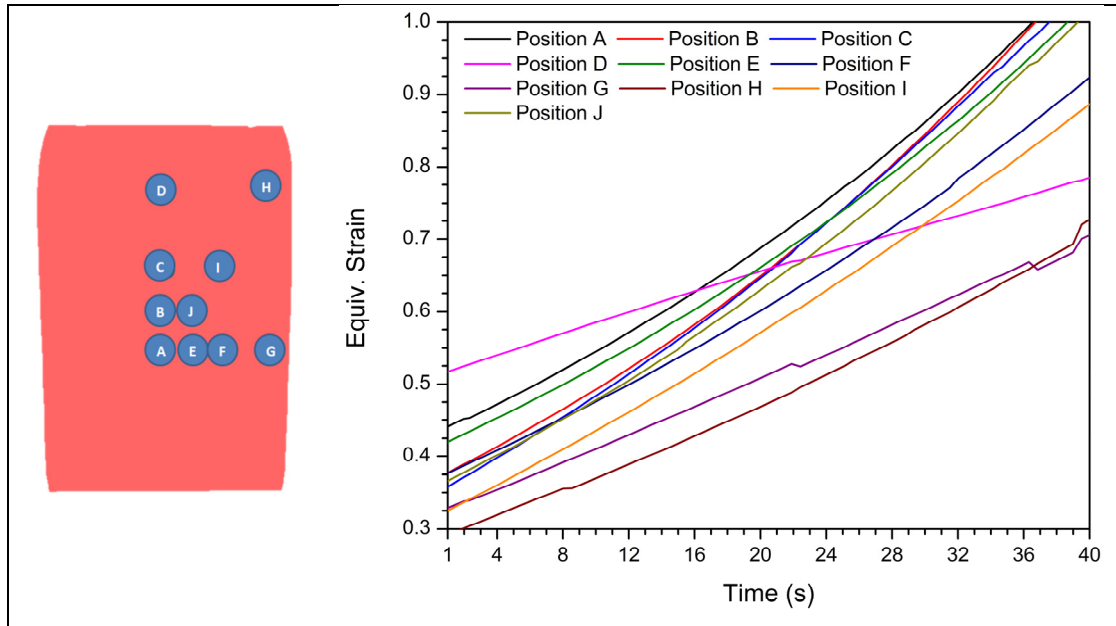 D
H
C
I
B
J
A
E
F
G
Equiv. Strain
1.0
0.9
0.8
0.7
0.6
0.5
0.4
0.3
Position A Position B Position C
Position D Position E Position F
Position G Position H Position I
Position J
1 4 8 12 16 20 24 28 32 36 40
Time (s)